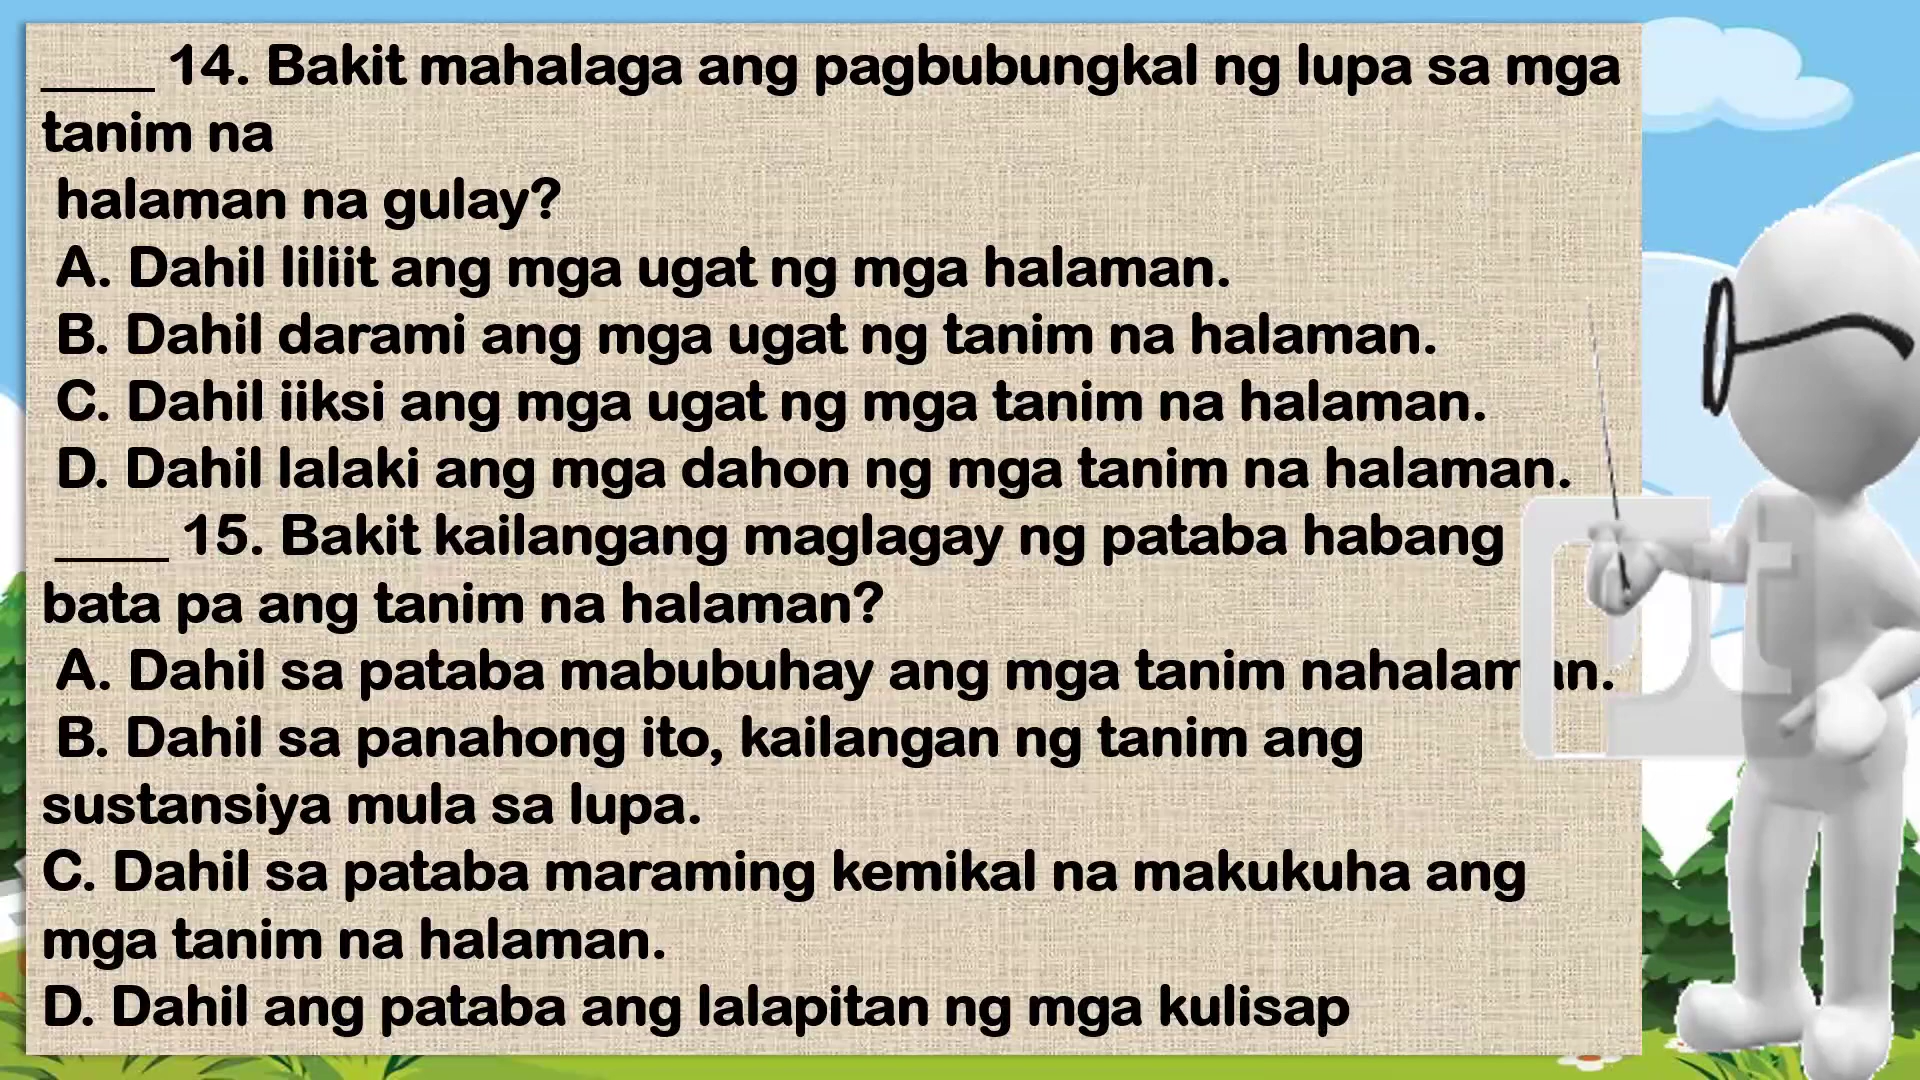 ____ 14. Bakit mahalaga ang pagbubungkal ng lupa sa mga
tanim na
halaman na gulay?
A. Dahil liliit ang mga ugat ng mga halaman.
B. Dahil darami ang mga ugat ng tanim na halaman.
C. Dahil iiksi ang mga ugat ng mga tanim na halaman.
D. Dahil lalaki ang mga dahon ng mga tanim na halaman.
____ 15. Bakit kailangang maglagay ng pataba habang
bata pa ang tanim na halaman?
A. Dahil sa pataba mabubuhay ang mga tanim nahalaman.
B. Dahil sa panahong ito, kailangan ng tanim ang
sustansiya mula sa lupa.
C. Dahil sa pataba maraming kemikal na makukuha ang
mga tanim na halaman.
D. Dahil ang pataba ang lalapitan ng mga kulisap